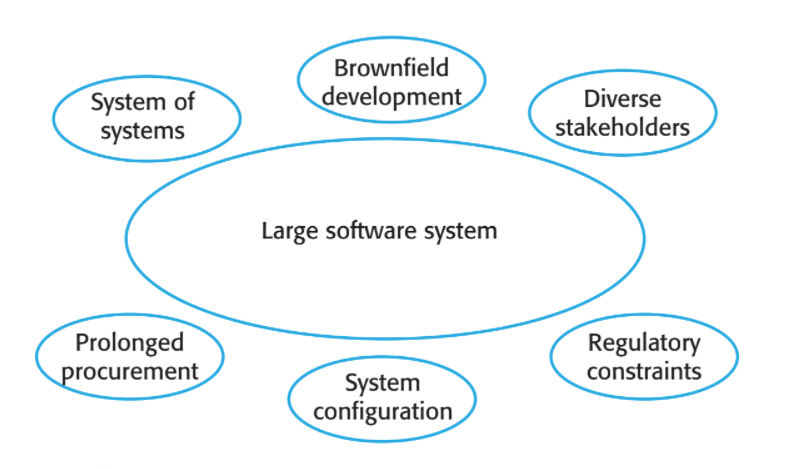 Brownfield
development
System of
systems
Diverse
stakeholders
Large software system
Prolonged
procurement
Regulatory
constraints
System
configuration